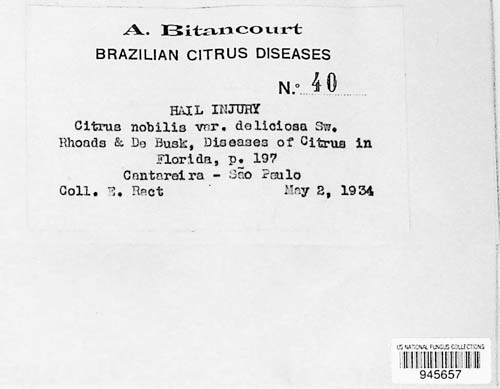 A. Bitancourt
BRAZILIAN CITRUS DISEASES
N.º 40
HAIL INJURY
Citrus nobilis var. deliciosa Sw.
Rhoads & De Busk, Diseases of Citrus in
Florida, p. 197
Cantareira - São Paulo
Coll. E. Ract May 2, 1934
US NATIONAL FUNGUS COLLECTIONS
945657